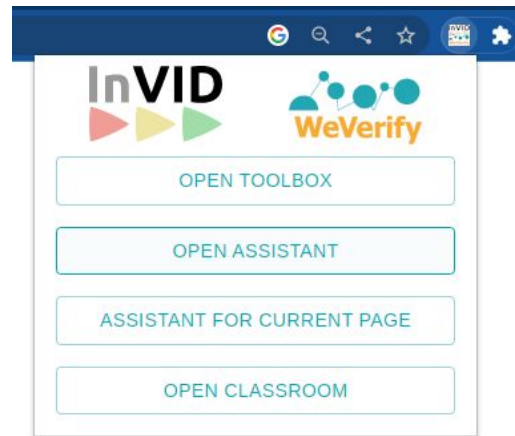 InVID
WeVerify
OPEN TOOLBOX
OPEN ASSISTANT
ASSISTANT FOR CURRENT PAGE
OPEN CLASSROOM